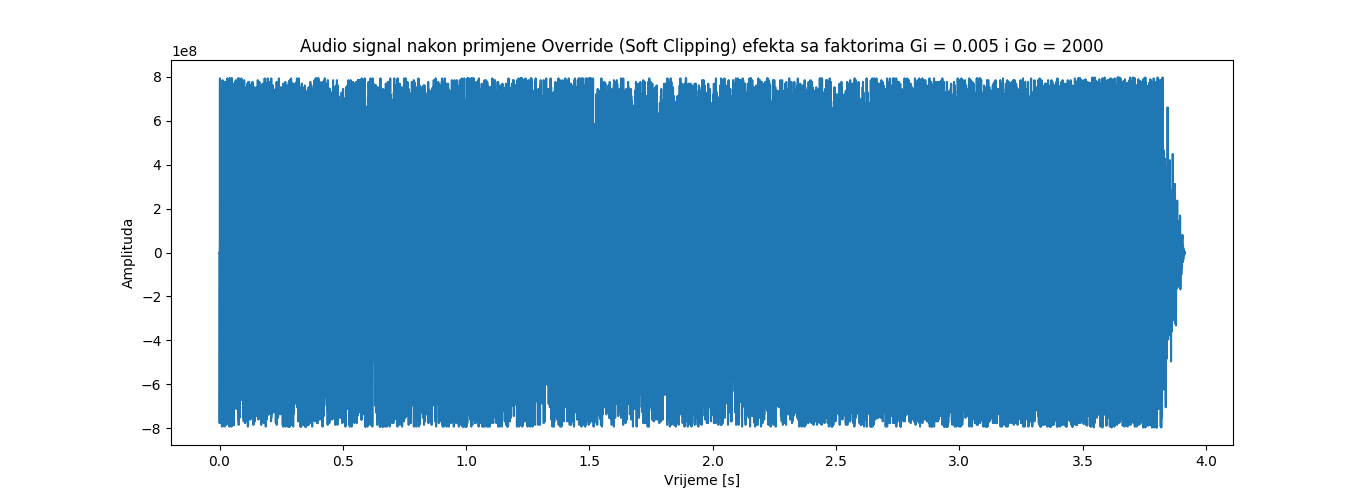 Audio signal nakon primjene Override (Soft Clipping) efekta sa faktorima Gi = 0.005 i Go = 2000
1e8
8
6
4
2
0
−2
−4
−6
−8
Amplituda
0.0 0.5 1.0 1.5 2.0 2.5 3.0 3.5 4.0
Vrijeme [s]